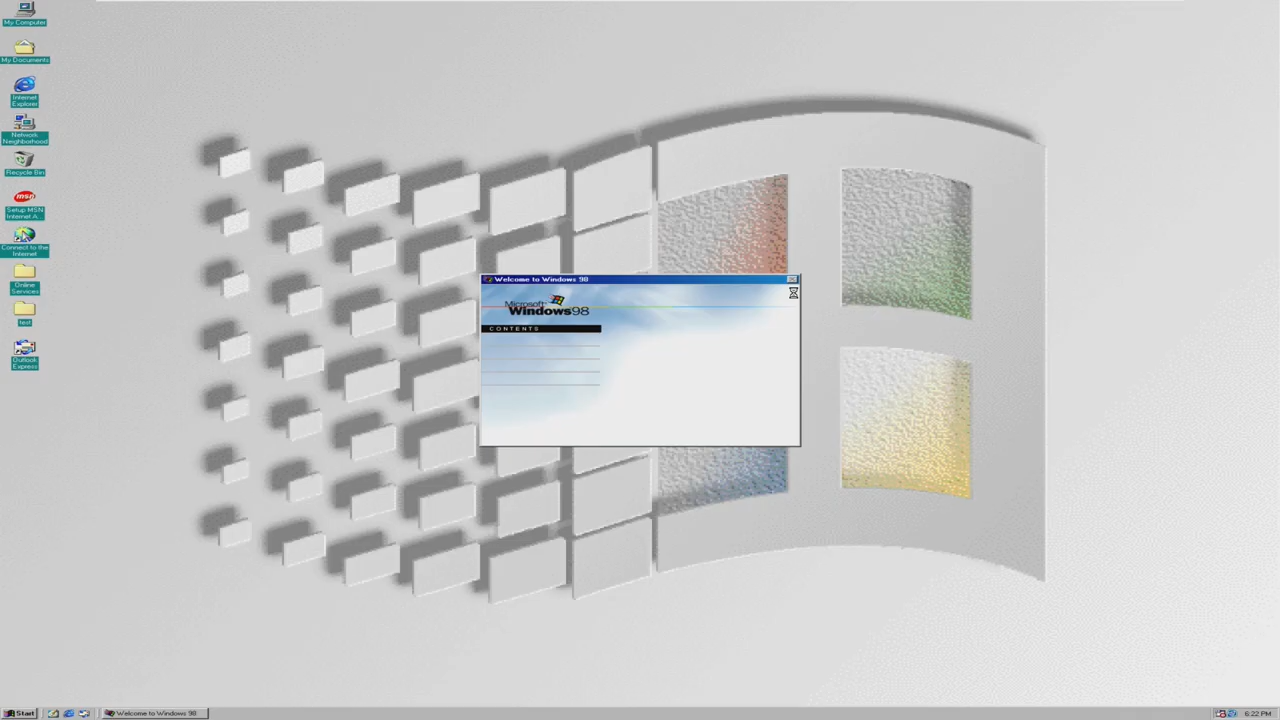 My Computer
My Documents
Internet
Explorer
Network
Neighborhood
Recycle Bin
msn
Setup MSN
Internet A...
Connect to the
Internet
Online
Services
test
Outlook
Express
Welcome to Windows 98
Microsoft
Windows98
CONTENTS
Start
Welcome to Windows 98
6:22 PM